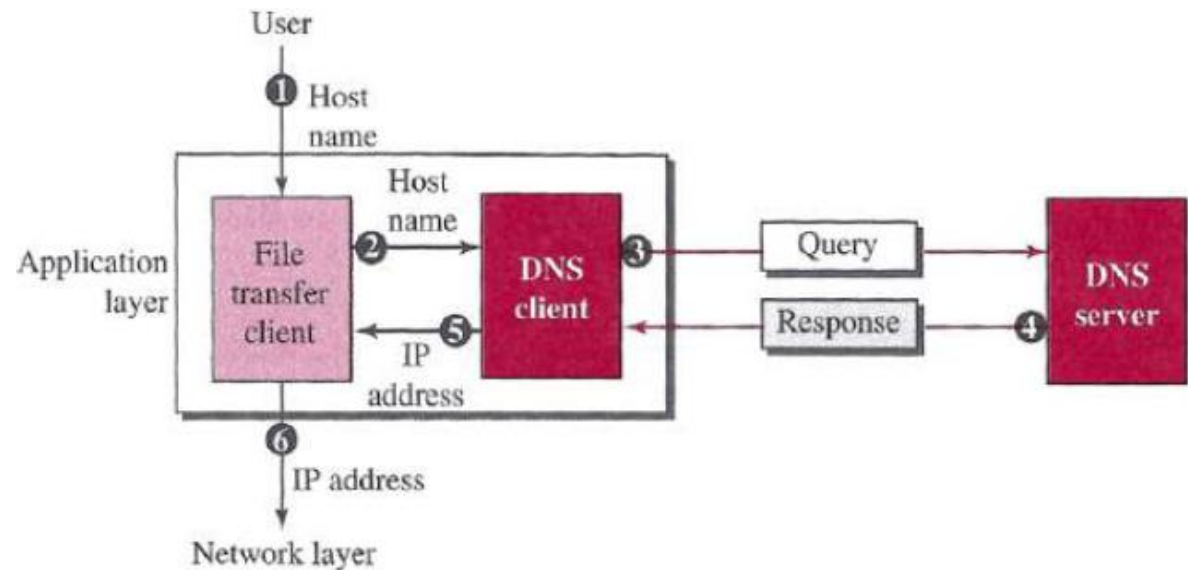 User
1 Host
name
Host
name
2
File
transfer
client
DNS
client
3
Query
DNS
server
Application
layer
5
IP
address
Response
4
6
IP address
Network layer